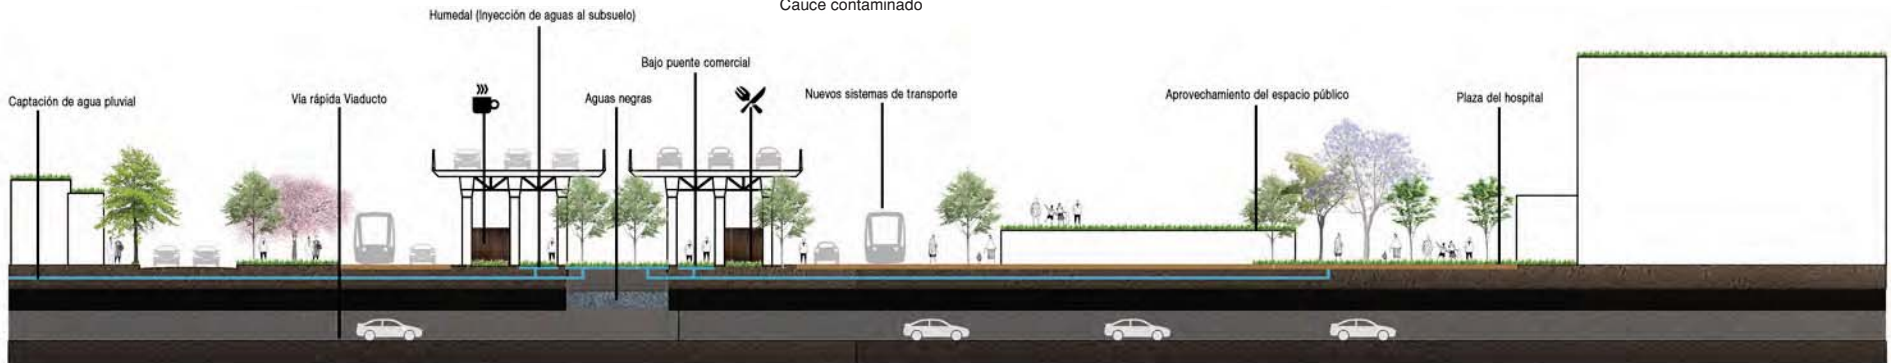 Cauce contaminado
Humedal (Inyección de aguas al subsuelo)
Bajo puente comercial
Captación de agua pluvial
Vía rápida Viaducto
Aguas negras
Nuevos sistemas de transporte
Aprovechamiento del espacio público
Plaza del hospital